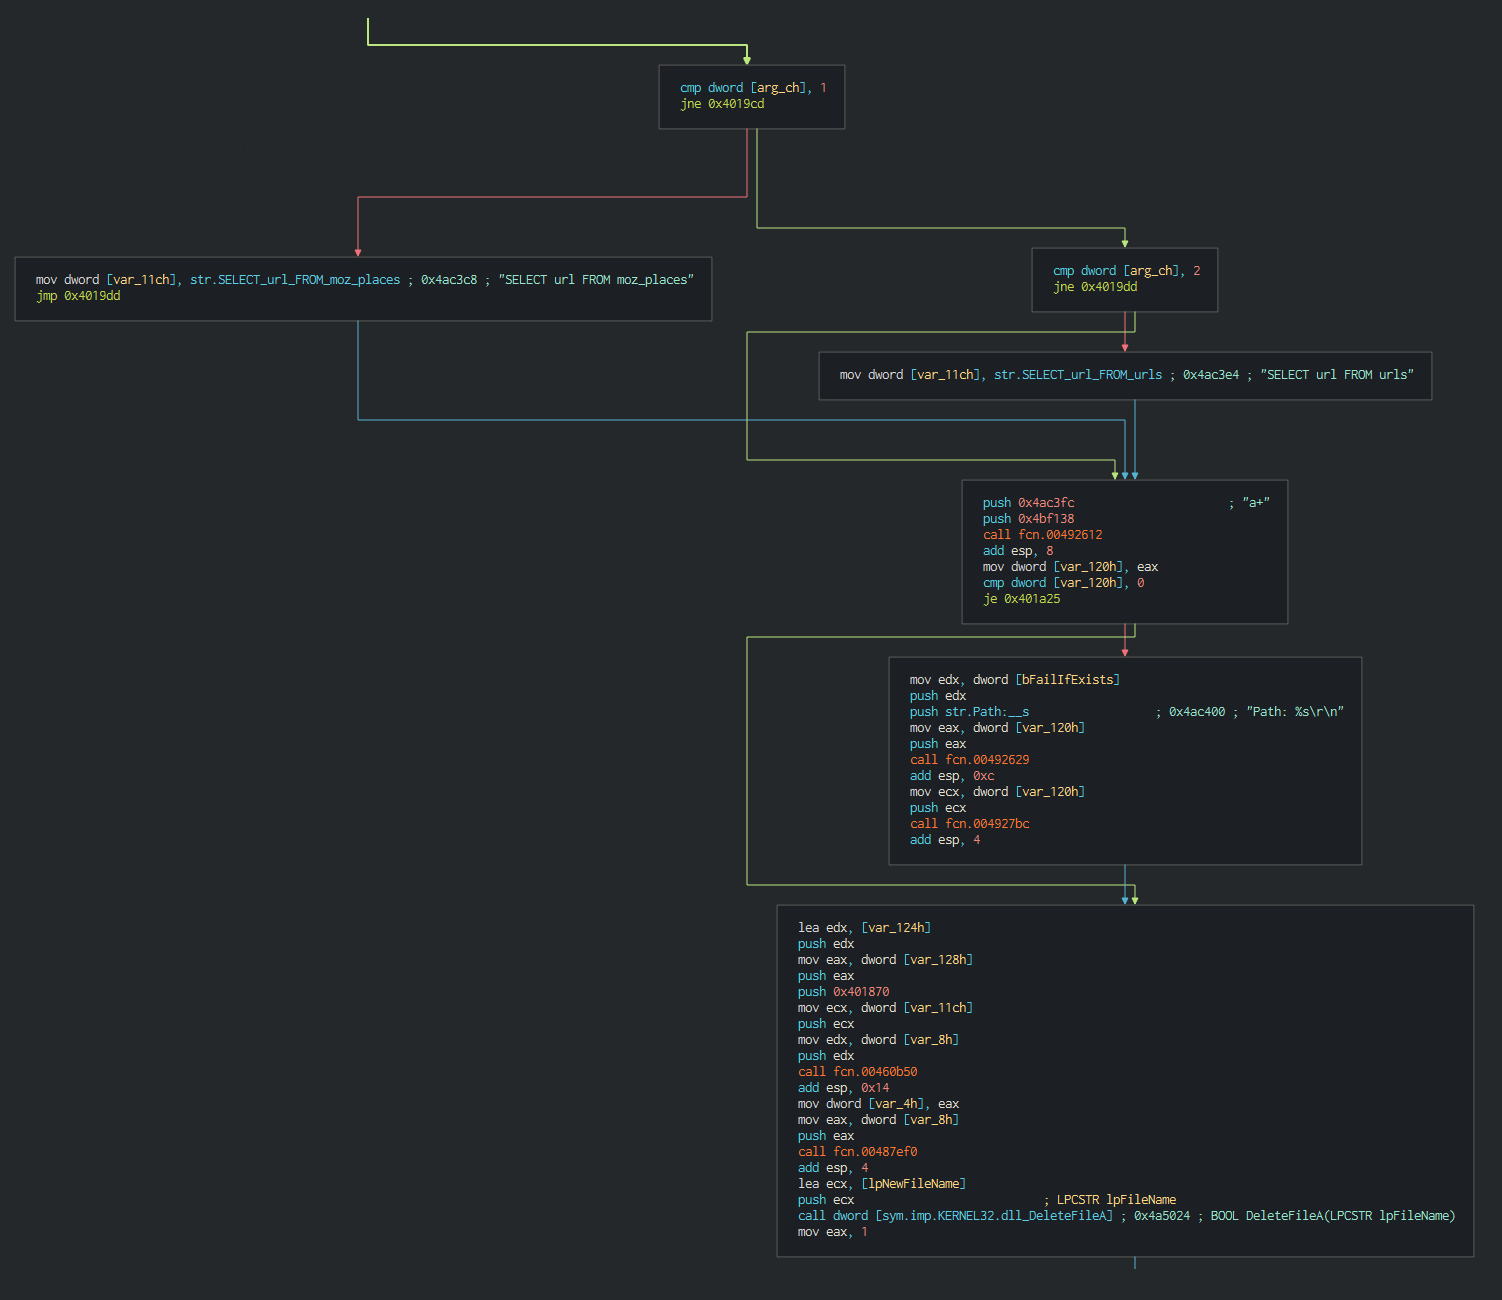 cmp dword [arg_ch], 1
jne 0x4019cd
mov dword [var_11ch], str.SELECT_url_FROM_moz_places ; 0x4ac3c8 ; "SELECT url FROM moz_places"
jmp 0x4019dd
cmp dword [arg_ch], 2
jne 0x4019dd
mov dword [var_11ch], str.SELECT_url_FROM_urls ; 0x4ac3e4 ; "SELECT url FROM urls"
push 0x4ac3fc ; "a+"
push 0x4bf138
call fcn.00492612
add esp, 8
mov dword [var_120h], eax
cmp dword [var_120h], 0
je 0x401a25
mov edx, dword [bFailIfExists]
push edx
push str.Path:__s ; 0x4ac400 ; "Path: %s\r\n"
mov eax, dword [var_120h]
push eax
call fcn.00492629
add esp, 0xc
mov ecx, dword [var_120h]
push ecx
call fcn.004927bc
add esp, 4
lea edx, [var_124h]
push edx
mov eax, dword [var_128h]
push eax
push 0x401870
mov ecx, dword [var_11ch]
push ecx
mov edx, dword [var_8h]
push edx
call fcn.00460b50
add esp, 0x14
mov dword [var_4h], eax
mov eax, dword [var_8h]
push eax
call fcn.00487ef0
add esp, 4
lea ecx, [lpNewFileName]
push ecx ; LPCSTR lpFileName
call dword [sym.imp.KERNEL32.dll_DeleteFileA] ; 0x4a5024 ; BOOL DeleteFileA(LPCSTR lpFileName)
mov eax, 1